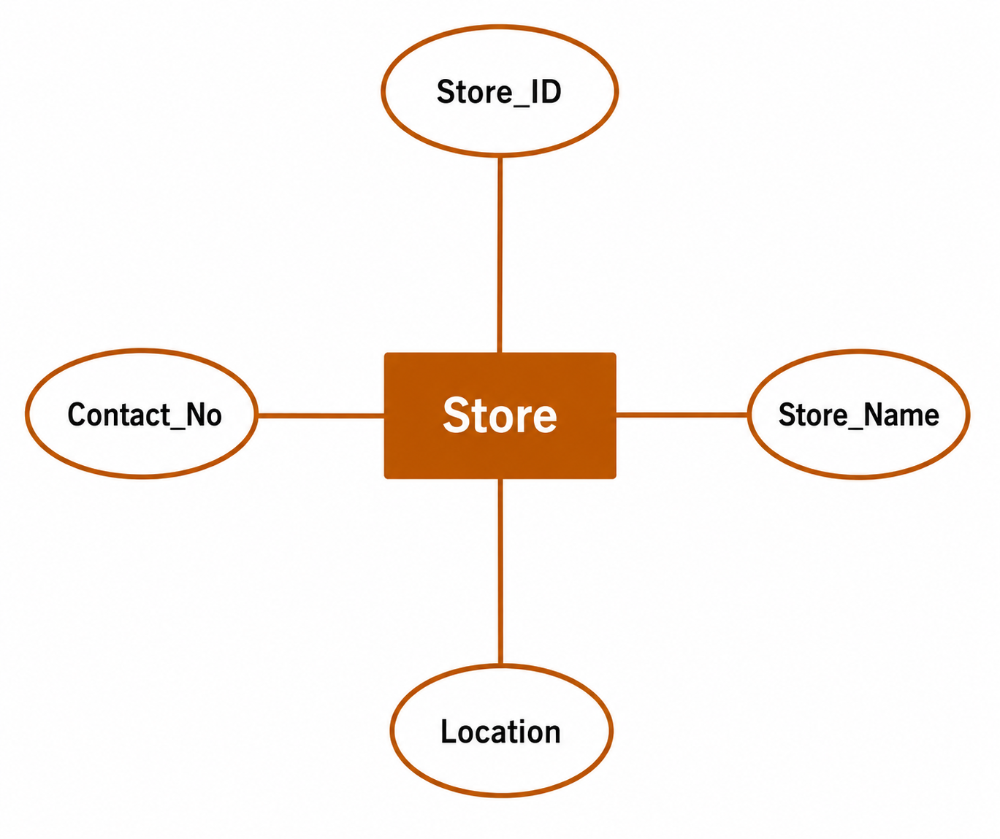 Store_ID
Contact_No
Store
Store_Name
Location